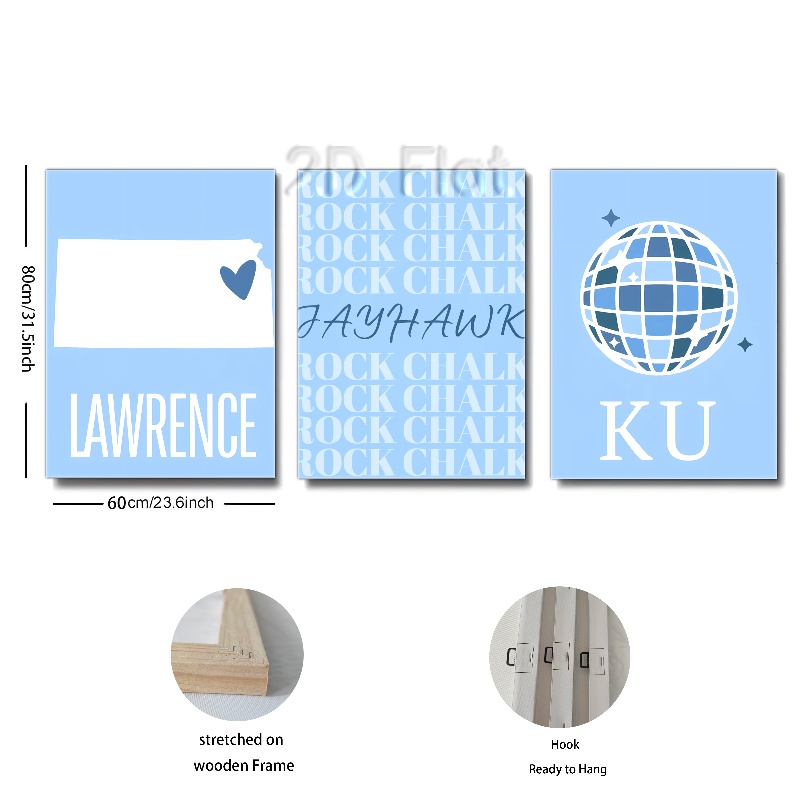 2D Flat
80cm/31.5inch
LAWRENCE
60cm/23.6inch
ROCK CHALK
ROCK CHALK
ROCK CHALK
ROCK CHALK
JAYHAWK
ROCK CHALK
ROCK CHALK
ROCK CHALK
ROCK CHALK
KU
stretched on
wooden Frame
Hook
Ready to Hang